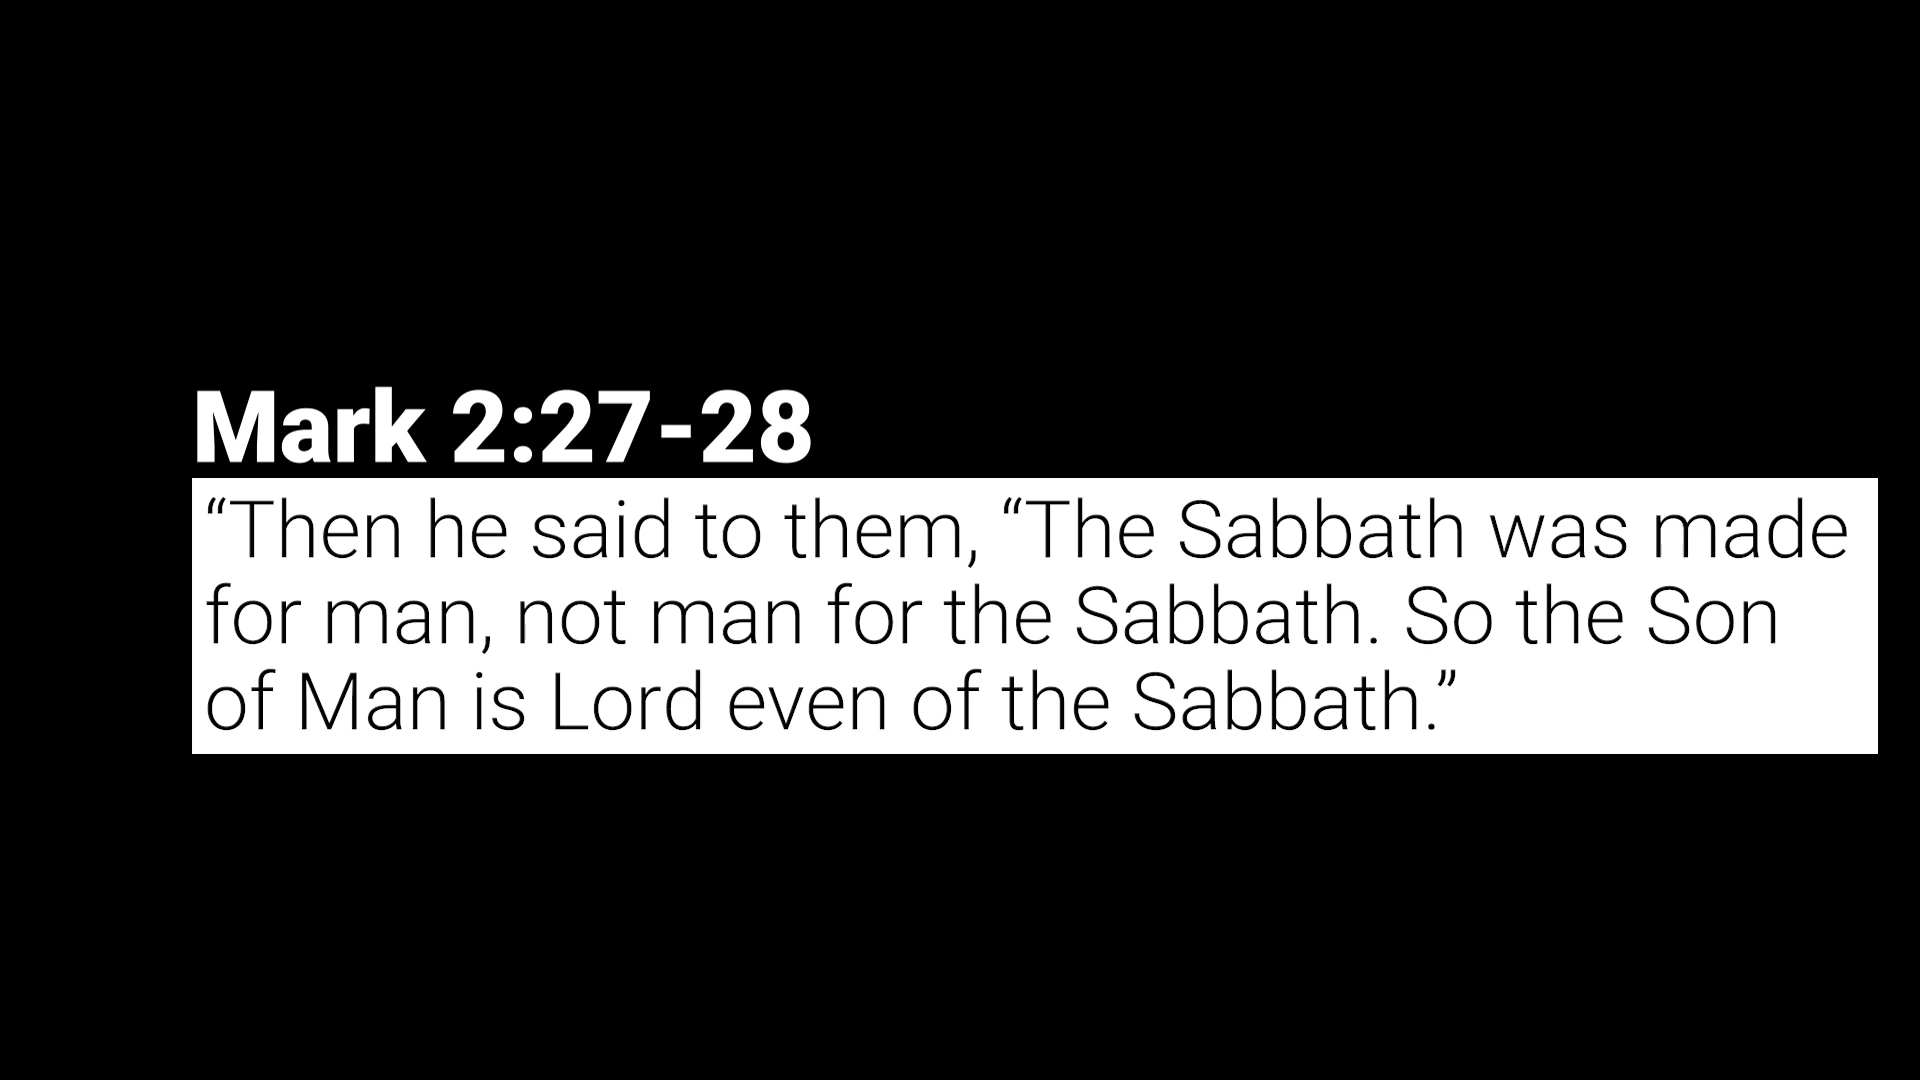 Mark 2:27-28
“Then he said to them, “The Sabbath was made
for man, not man for the Sabbath. So the Son
of Man is Lord even of the Sabbath.”